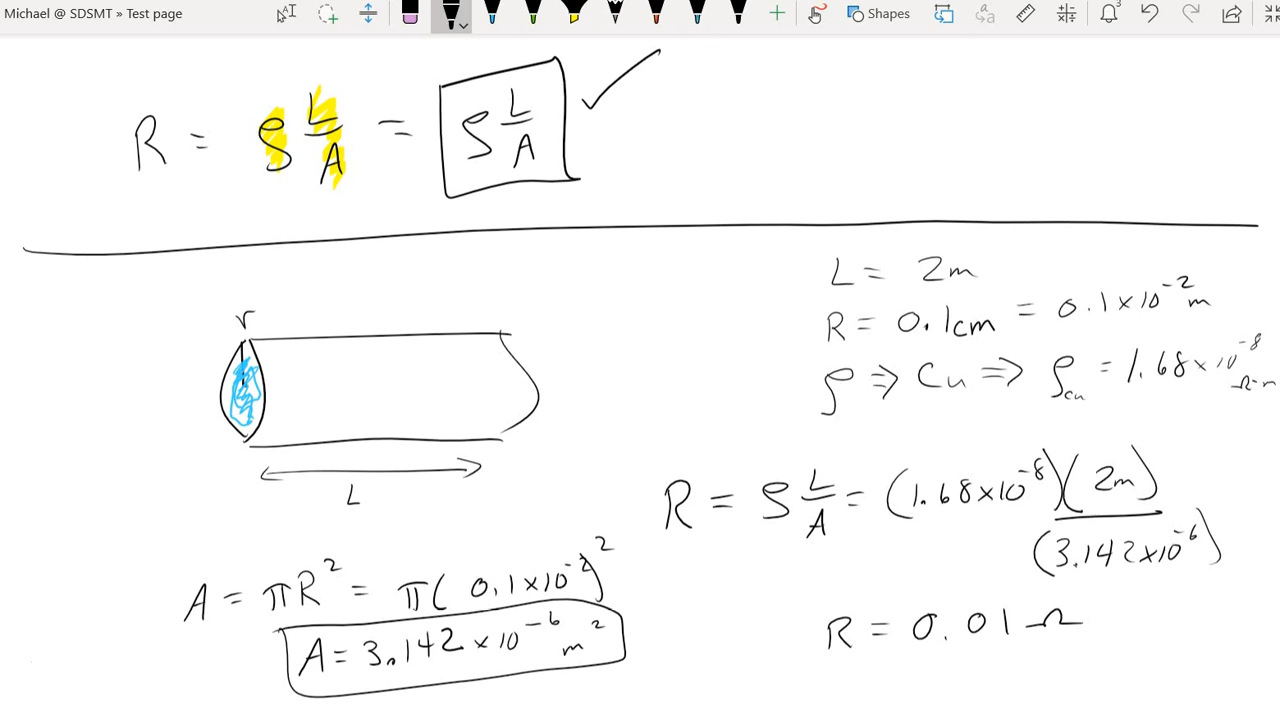 Michael @ SDSMT » Test page
Shapes
3
R = ρ L/A = ρ L/A ✓
L = 2m
R = 0.1cm = 0.1×10⁻² m
ρ ⇒ Cu ⇒ ρcu = 1.68×10⁻⁸ Ω·m
r
L
R = ρ L/A = (1.68×10⁻⁸)(2m)/(3.142×10⁻⁶)
A = πR² = π(0.1×10⁻²)²
A = 3.142×10⁻⁶ m²
R = 0.01Ω